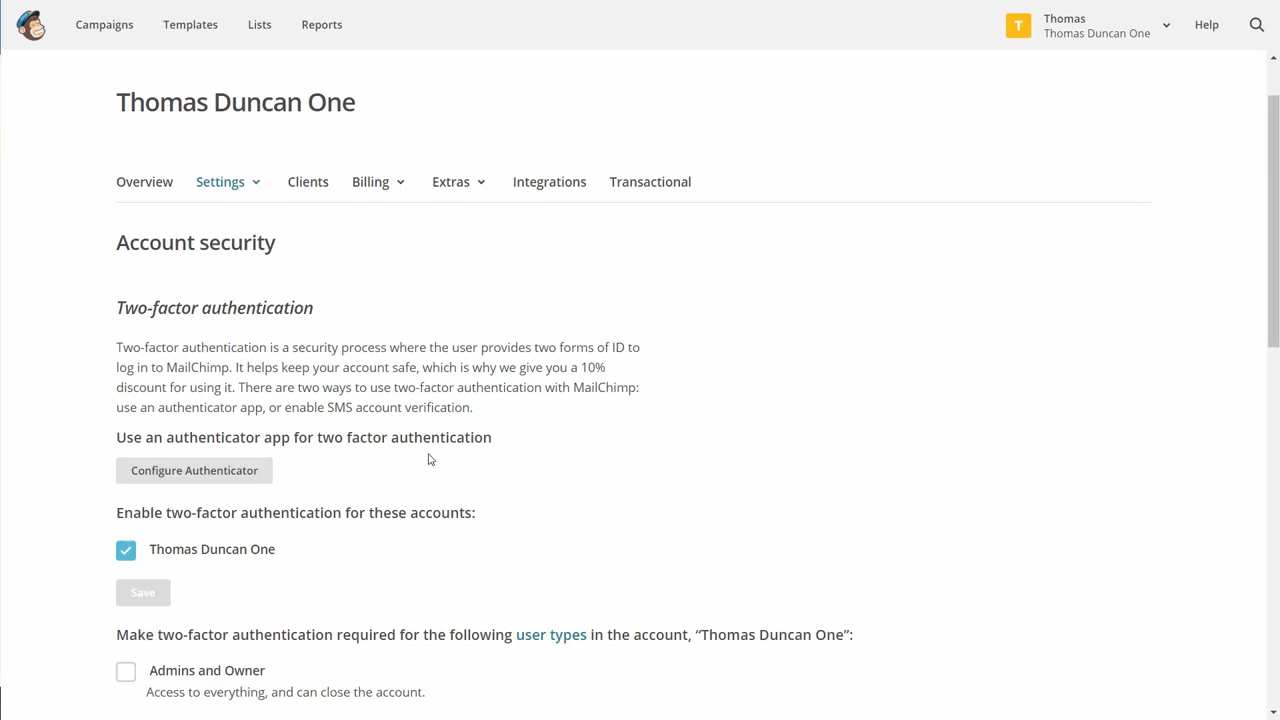 Campaigns Templates Lists Reports
T Thomas Help
Thomas Duncan One
Thomas Duncan One
Overview Settings Clients Billing Extras Integrations Transactional
Account security
Two-factor authentication
Two-factor authentication is a security process where the user provides two forms of ID to
log in to MailChimp. It helps keep your account safe, which is why we give you a 10%
discount for using it. There are two ways to use two-factor authentication with MailChimp:
use an authenticator app, or enable SMS account verification.
Use an authenticator app for two factor authentication
Configure Authenticator
Enable two-factor authentication for these accounts:
Thomas Duncan One
Save
Make two-factor authentication required for the following user types in the account, “Thomas Duncan One”:
Admins and Owner
Access to everything, and can close the account.